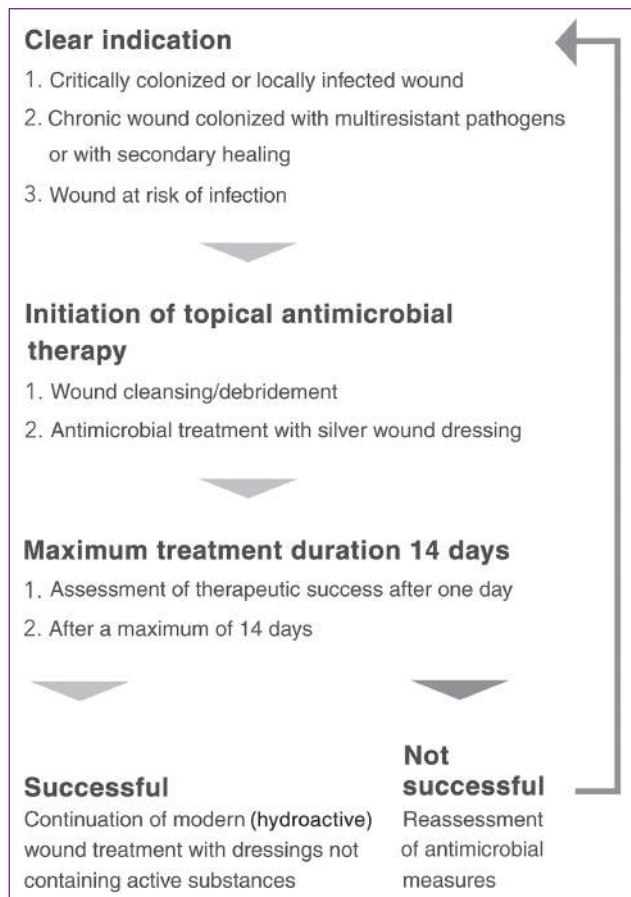 Clear indication
1. Critically colonized or locally infected wound
2. Chronic wound colonized with multiresistant pathogens
or with secondary healing
3. Wound at risk of infection
Initiation of topical antimicrobial
therapy
1. Wound cleansing/debridement
2. Antimicrobial treatment with silver wound dressing
Maximum treatment duration 14 days
1. Assessment of therapeutic success after one day
2. After a maximum of 14 days
Successful
Continuation of modern (hydroactive)
wound treatment with dressings not
containing active substances
Not
successful
Reassessment
of antimicrobial
measures